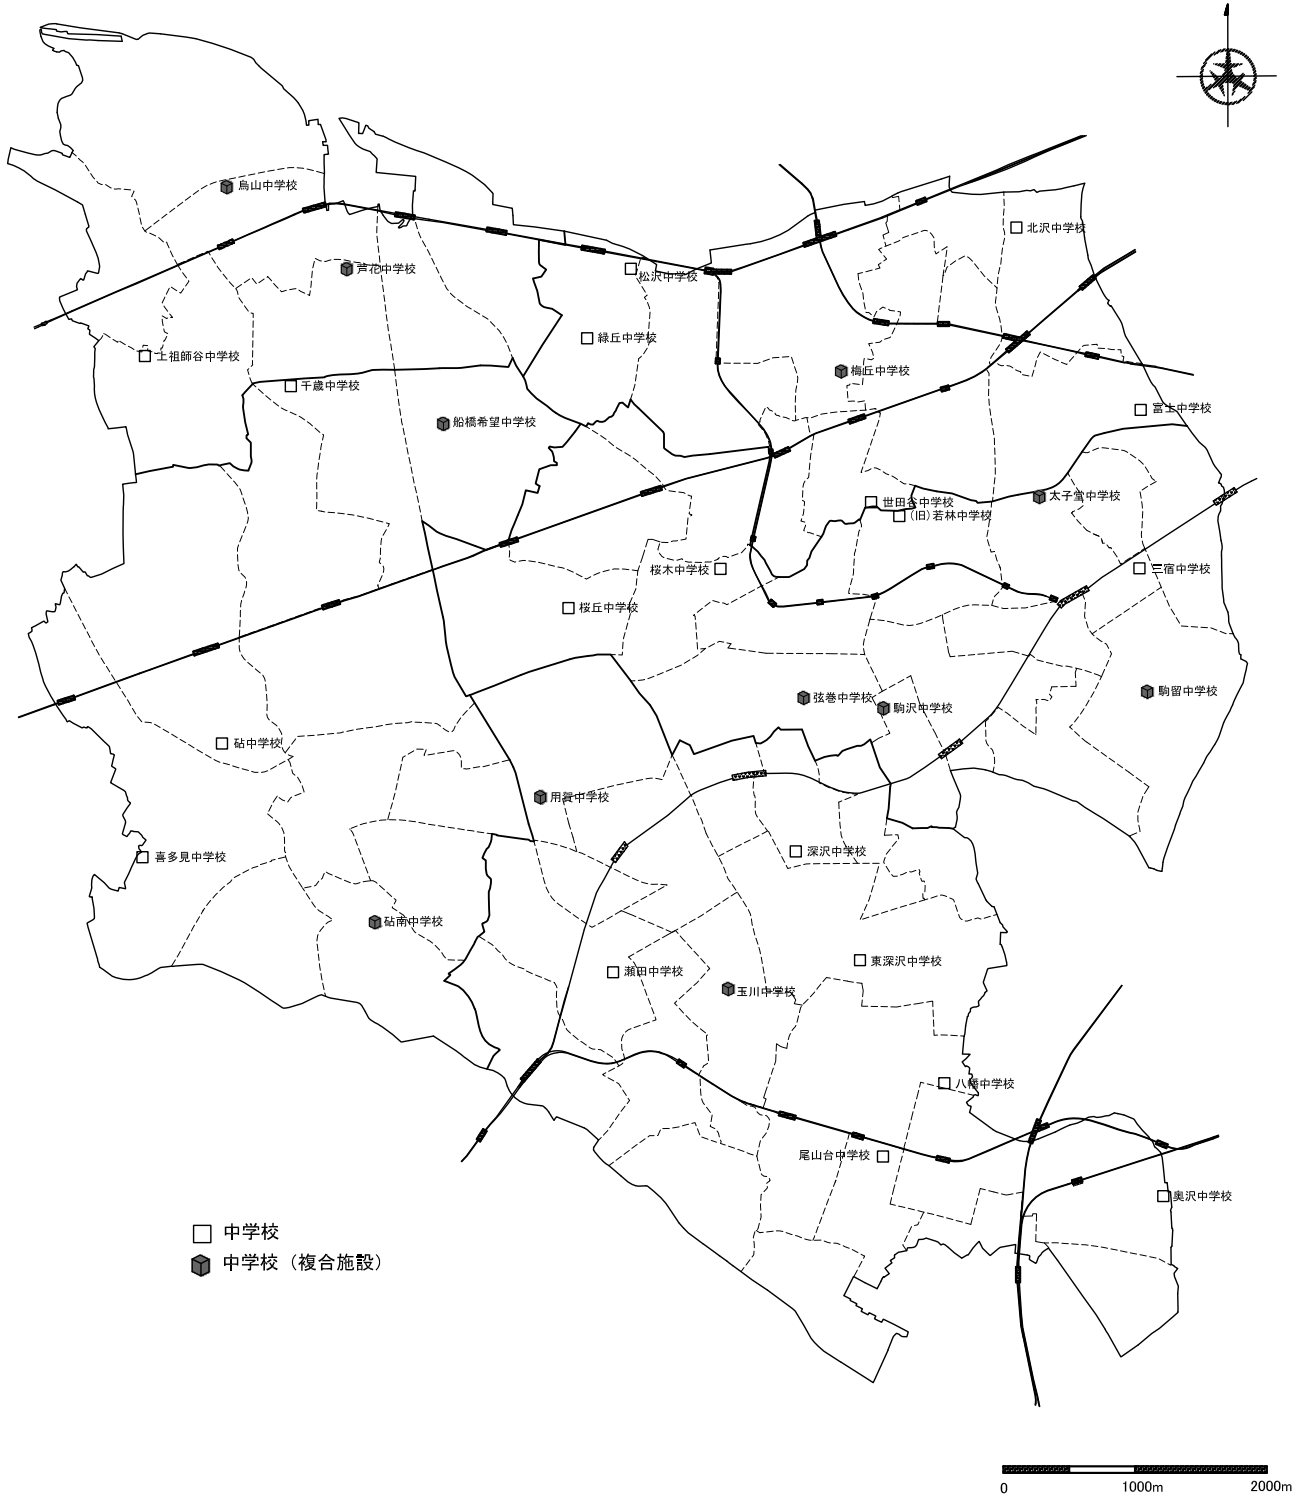 烏山中学校
北沢中学校
芦花中学校
松沢中学校
緑丘中学校
上祖師谷中学校
千歳中学校
梅丘中学校
富士中学校
船橋希望中学校
太子堂中学校
世田谷中学校
(旧)若林中学校
桜木中学校
三宿中学校
桜丘中学校
弦巻中学校
駒沢中学校
駒留中学校
砧中学校
用賀中学校
喜多見中学校
深沢中学校
砧南中学校
瀬田中学校
東深沢中学校
玉川中学校
八幡中学校
尾山台中学校
奥沢中学校
中学校
中学校（複合施設）
0 1000m 2000m